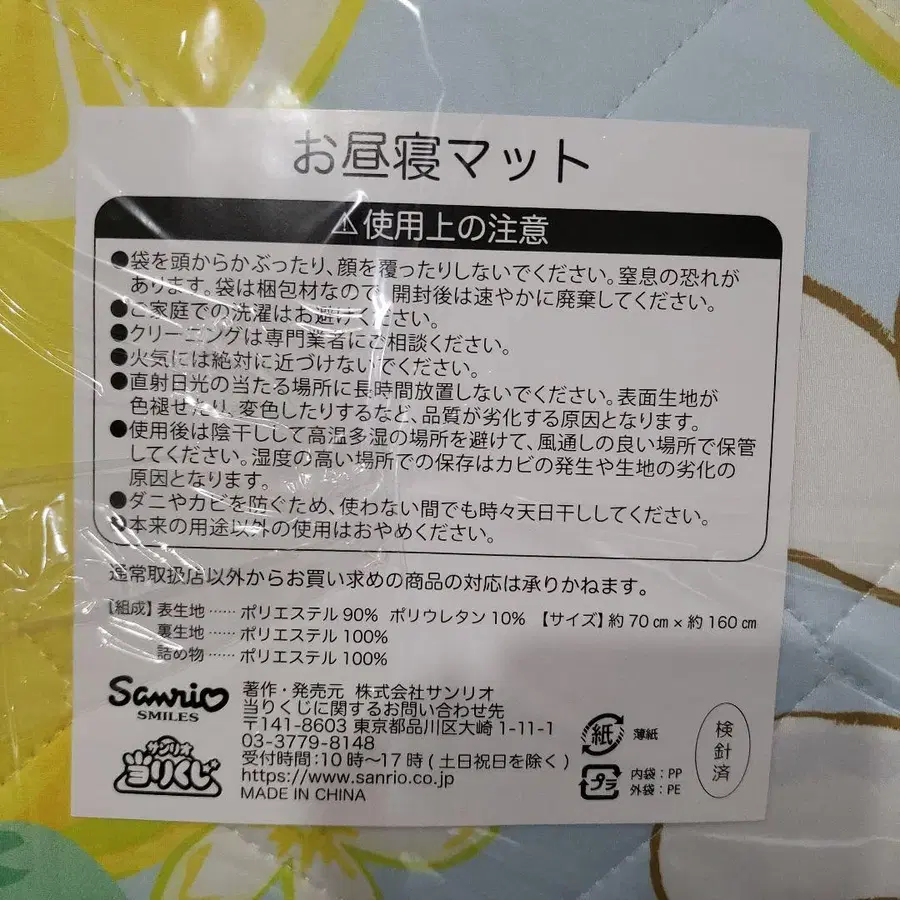 お昼寝マット
⚠使用上の注意
●袋を頭からかぶったり、顔を覆ったりしないでください。窒息の恐れが
あります。袋は梱包材なので、開封後は速やかに廃棄してください。
●ご家庭での洗濯はお避けください。
●クリーニングは専門業者にご相談ください。
●火気には絶対に近づけないでください。
●直射日光の当たる場所に長時間放置しないでください。表面生地が
色褪せたり、変色したりするなど、品質が劣化する原因となります。
●使用後は陰干しして高温多湿の場所を避けて、風通しの良い場所で保管
してください。湿度の高い場所での保存はカビの発生や生地の劣化の
原因となります。
●ダニやカビを防ぐため、使わない間でも時々天日干ししてください。
●本来の用途以外の使用はおやめください。
通常取扱店以外からお買い求めの商品の対応は承りかねます。
【組成】表生地……ポリエステル90% ポリウレタン10% 【サイズ】約70㎝×約160㎝
裏生地……ポリエステル100%
詰め物……ポリエステル100%
Sanrio
SMILES
サンリオ
当りくじ
著作・発売元 株式会社サンリオ
当りくじに関するお問い合わせ先
〒141-8603 東京都品川区大崎1-11-1
03-3779-8148
受付時間：10時〜17時(土日祝日を除く)
https://www.sanrio.co.jp
MADE IN CHINA
紙 薄紙
プラ 内袋：PP
外袋：PE
検針済